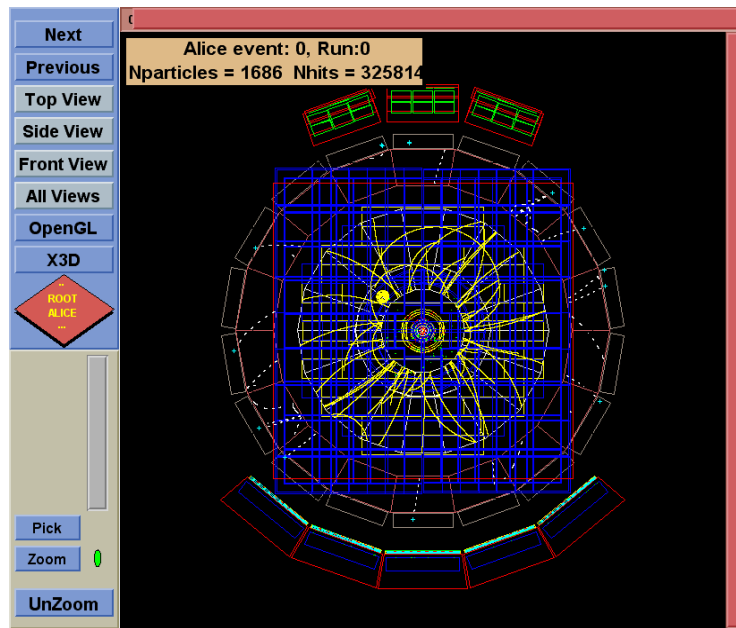 Next
Previous
Top View
Side View
Front View
All Views
OpenGL
X3D
..
ROOT
ALICE
...
Pick
Zoom
UnZoom
Alice event: 0, Run:0
Nparticles = 1686 Nhits = 325814